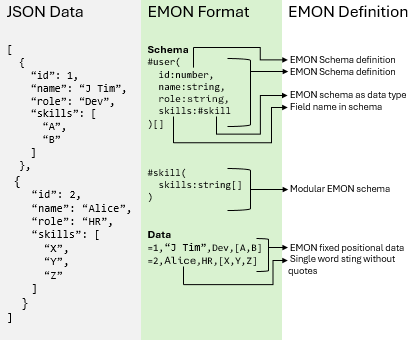 JSON Data
[
{
"id": 1,
"name": "J Tim",
"role": "Dev",
"skills": [
"A",
"B"
]
},
{
"id": 2,
"name": "Alice",
"role": "HR",
"skills": [
"X",
"Y",
"Z"
]
}
]
EMON Format
Schema
#user(
id:number,
name:string,
role:string,
skills:#skill
)[]
#skill(
skills:string[]
)
Data
=1,"J Tim",Dev,[A,B]
=2,Alice,HR,[X,Y,Z]
EMON Definition
EMON Schema definition
EMON Schema definition
EMON schema as data type
Field name in schema
Modular EMON schema
EMON fixed positional data
Single word sting without
quotes